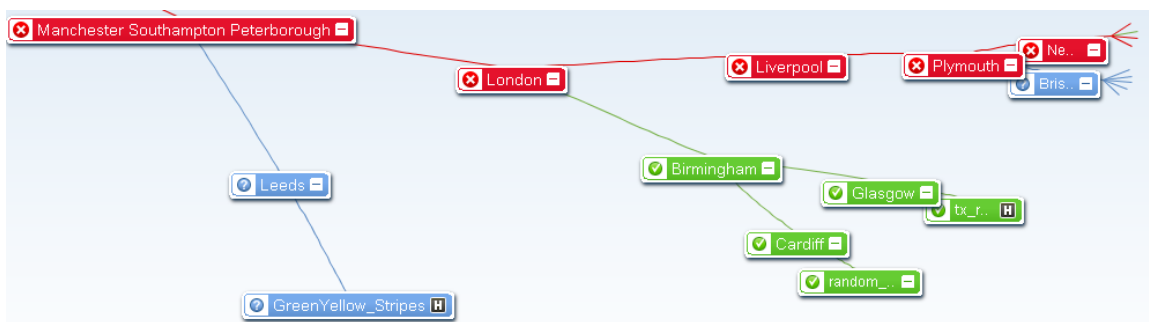 Manchester Southampton Peterborough
Ne..
London
Liverpool
Plymouth
Bris..
Birmingham
Leeds
Glasgow
tx_r.. H
Cardiff
random_..
GreenYellow_Stripes H